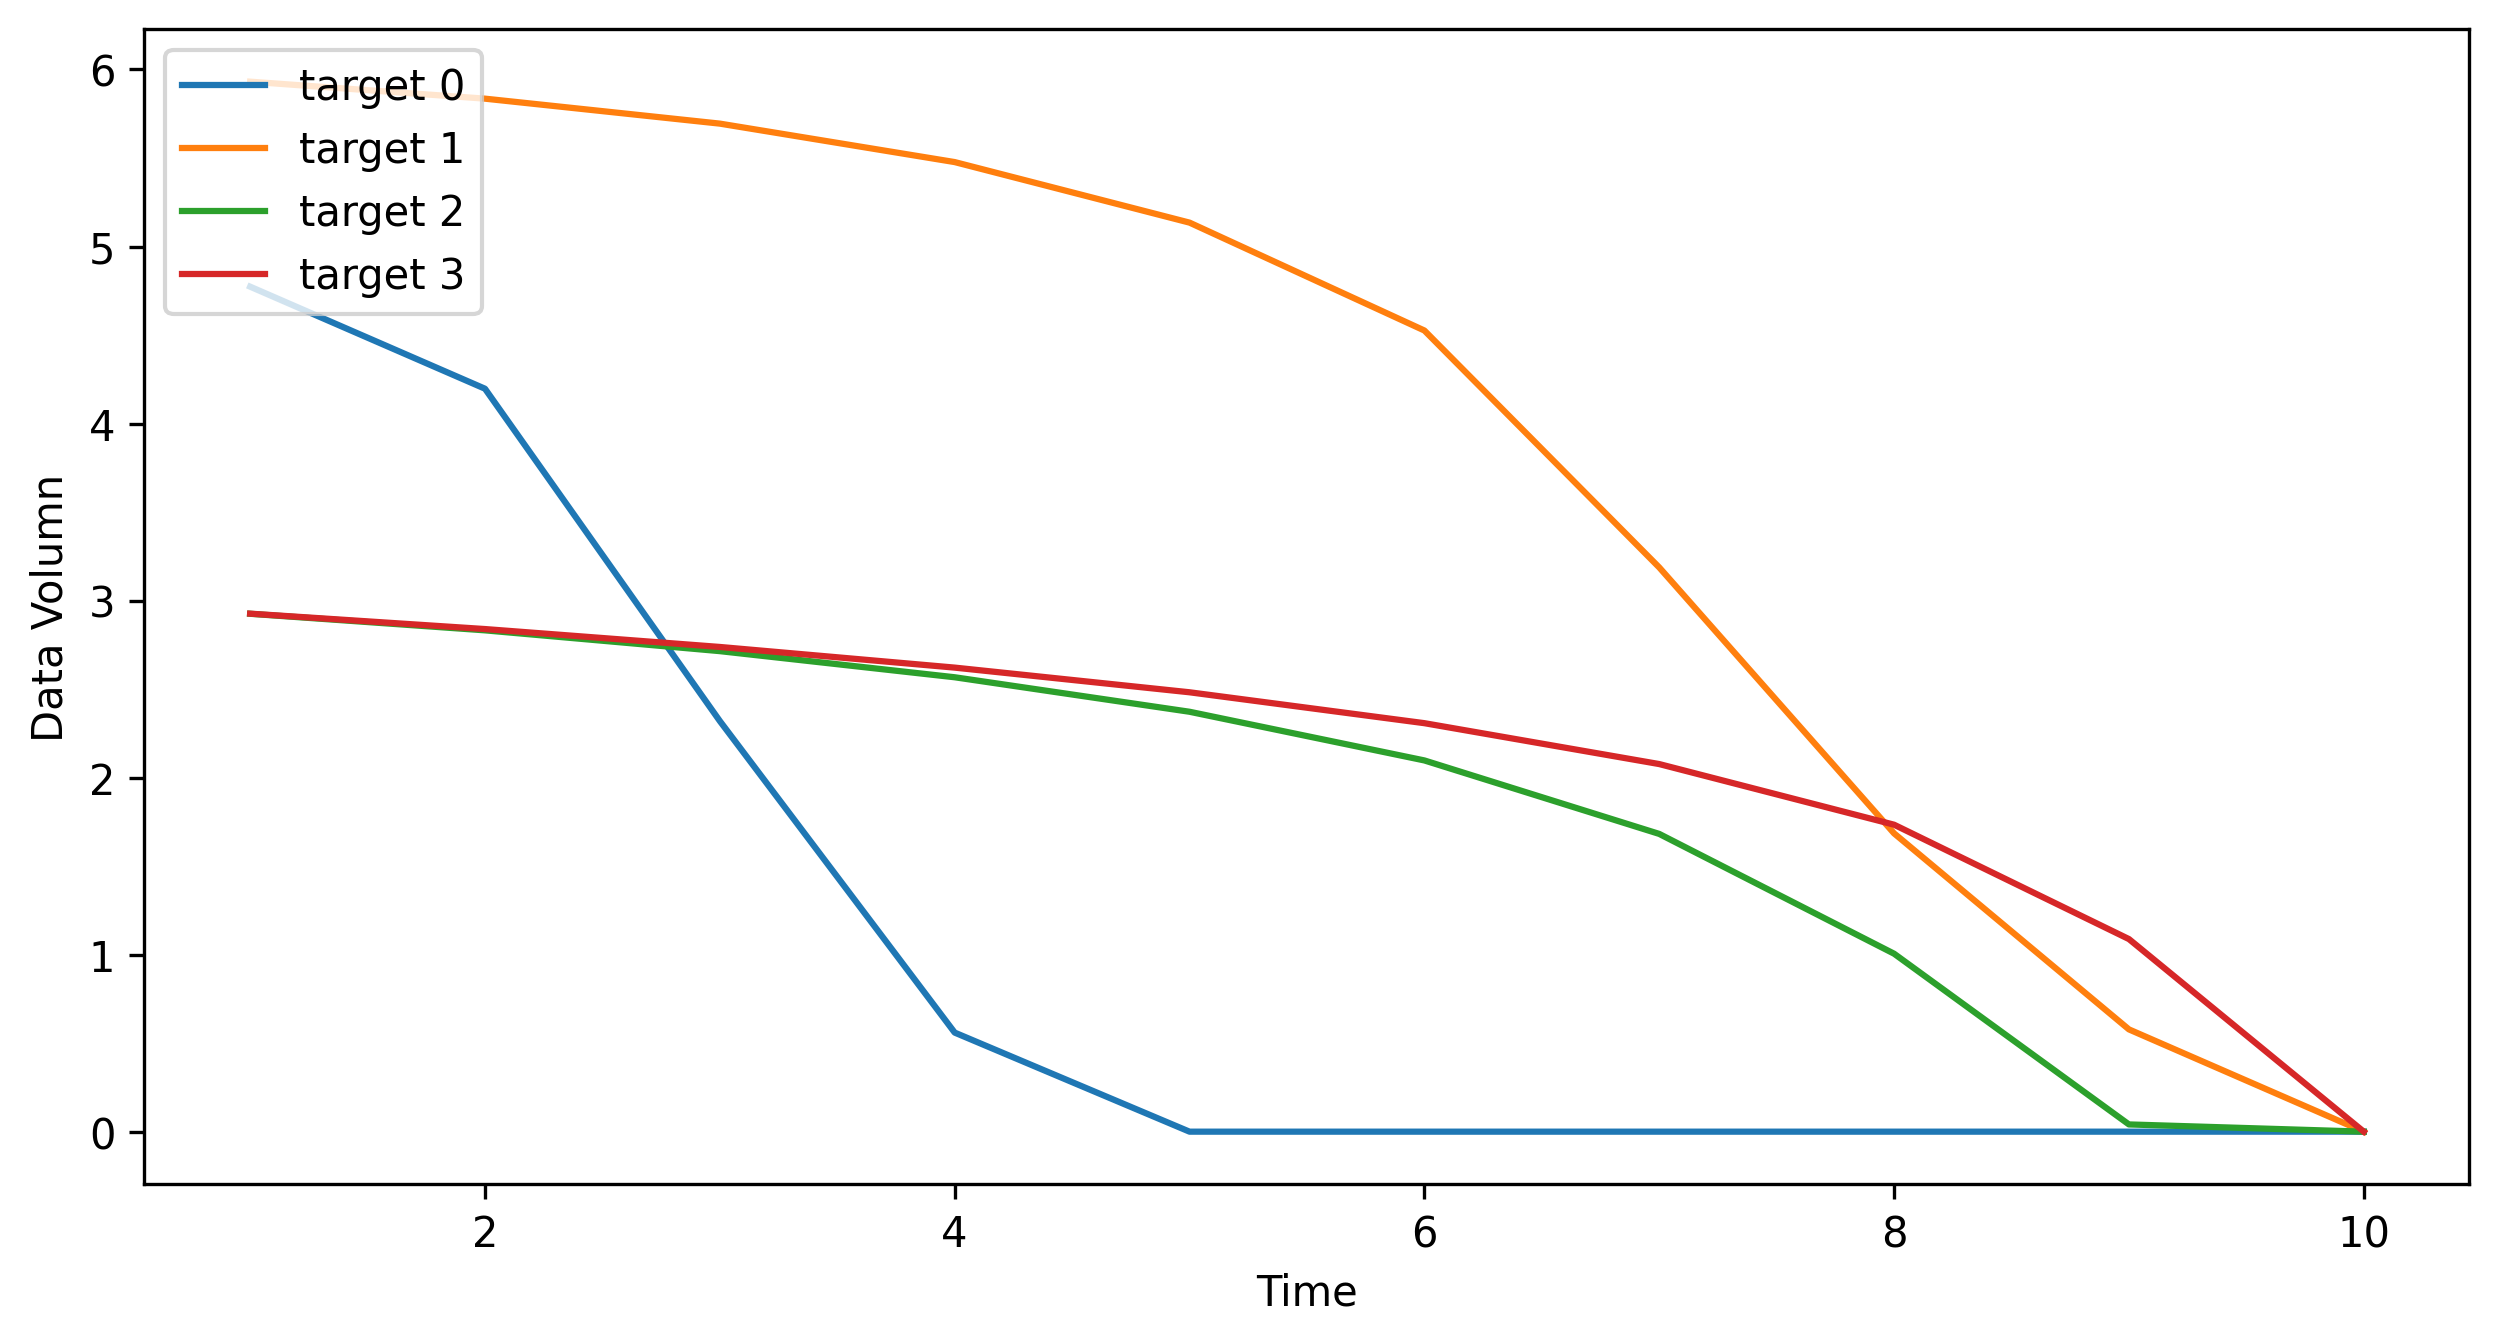 target 0
target 1
target 2
target 3
6
5
4
3
2
1
0
Data Volumn
2 4 6 8 10
Time